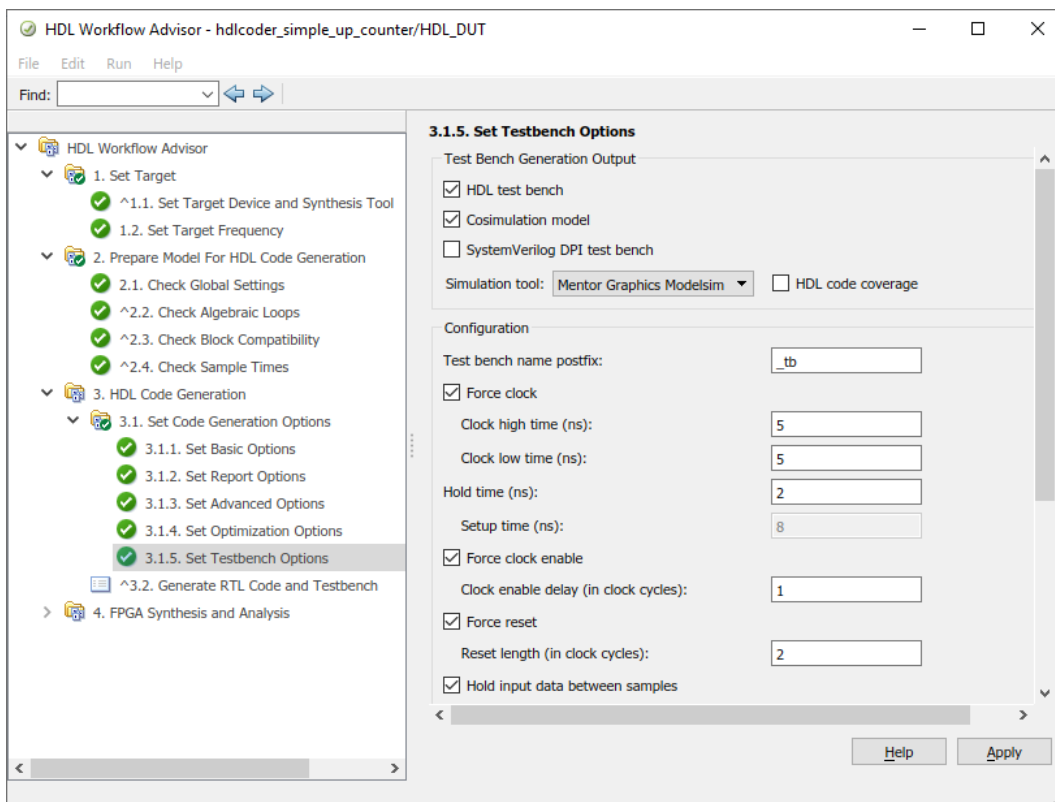 HDL Workflow Advisor - hdlcoder_simple_up_counter/HDL_DUT
File Edit Run Help
Find:
HDL Workflow Advisor
1. Set Target
^1.1. Set Target Device and Synthesis Tool
1.2. Set Target Frequency
2. Prepare Model For HDL Code Generation
2.1. Check Global Settings
^2.2. Check Algebraic Loops
^2.3. Check Block Compatibility
^2.4. Check Sample Times
3. HDL Code Generation
3.1. Set Code Generation Options
3.1.1. Set Basic Options
3.1.2. Set Report Options
3.1.3. Set Advanced Options
3.1.4. Set Optimization Options
3.1.5. Set Testbench Options
^3.2. Generate RTL Code and Testbench
4. FPGA Synthesis and Analysis
3.1.5. Set Testbench Options
Test Bench Generation Output
HDL test bench
Cosimulation model
SystemVerilog DPI test bench
Simulation tool: Mentor Graphics Modelsim HDL code coverage
Configuration
Test bench name postfix: _tb
Force clock
Clock high time (ns): 5
Clock low time (ns): 5
Hold time (ns): 2
Setup time (ns): 8
Force clock enable
Clock enable delay (in clock cycles): 1
Force reset
Reset length (in clock cycles): 2
Hold input data between samples
Help Apply